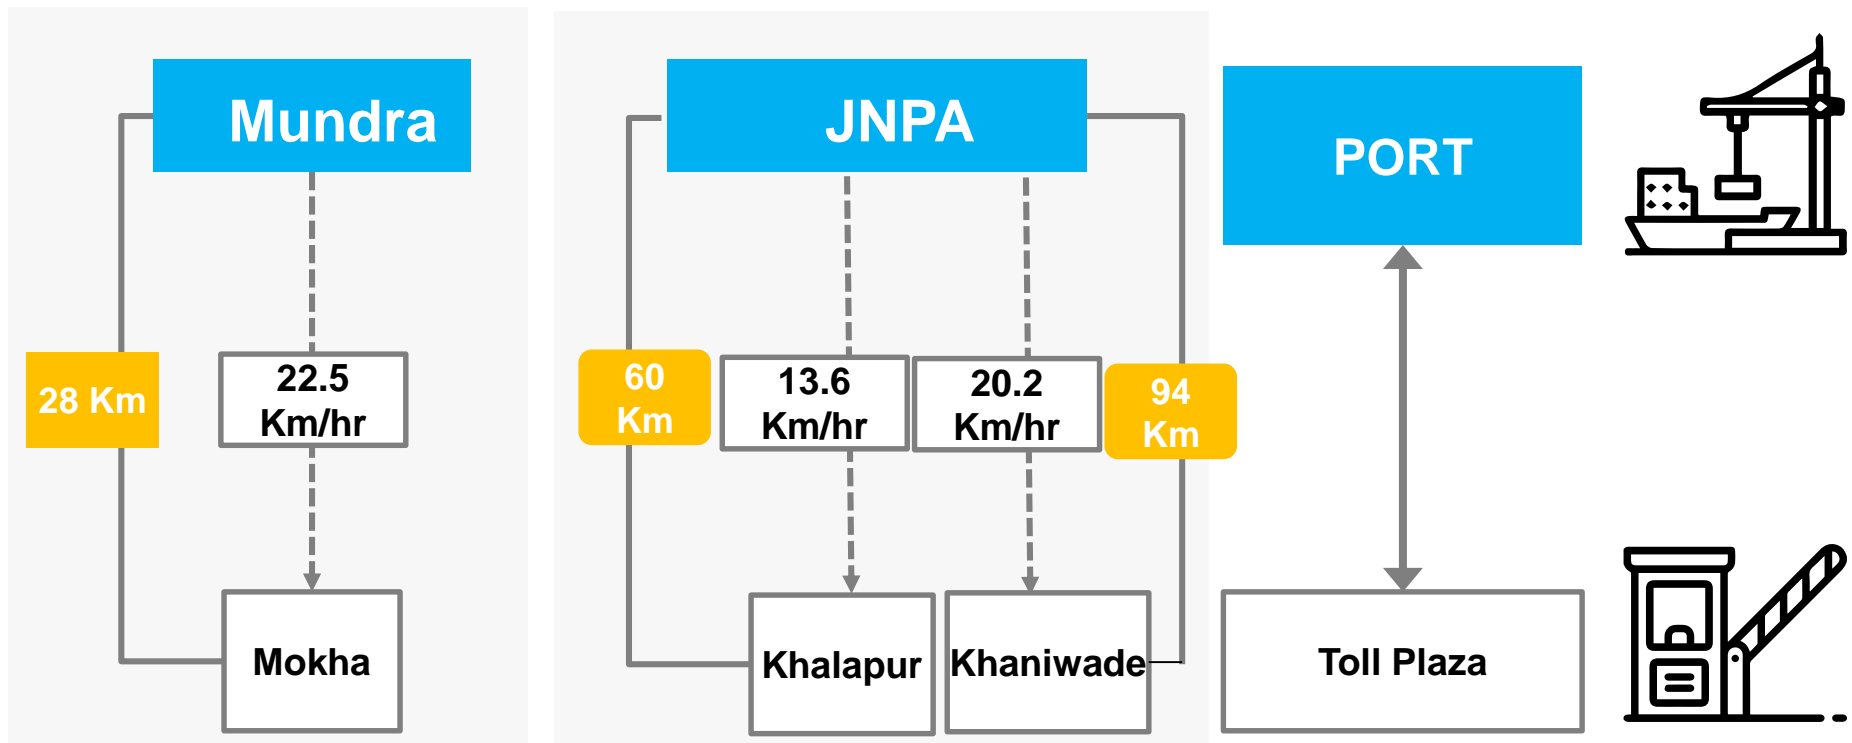 Mundra
28 Km
22.5
Km/hr
Mokha
JNPA
60
Km
13.6
Km/hr
20.2
Km/hr
94
Km
Khalapur
Khaniwade
PORT
Toll Plaza